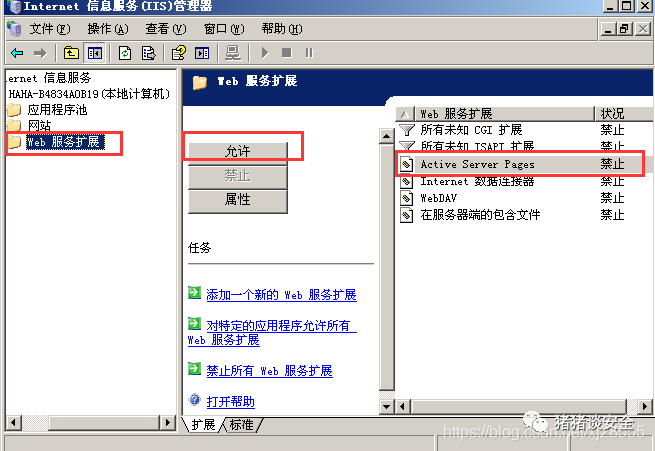 Internet 信息服务(IIS)管理器
文件(F) 操作(A) 查看(V) 窗口(W) 帮助(H)
ernet 信息服务
HAHA-B4834A0B19(本地计算机)
应用程序池
网站
Web 服务扩展
Web 服务扩展
允许
禁止
属性
任务
添加一个新的 Web 服务扩展
对特定的应用程序允许所有
Web 服务扩展
禁止所有 Web 服务扩展
打开帮助
Web 服务扩展 状况
所有未知 CGI 扩展 禁止
所有未知 ISAPI 扩展 禁止
Active Server Pages 禁止
Internet 数据连接器 禁止
WebDAV 禁止
在服务器端的包含文件 禁止
扩展 标准
猪猪谈安全